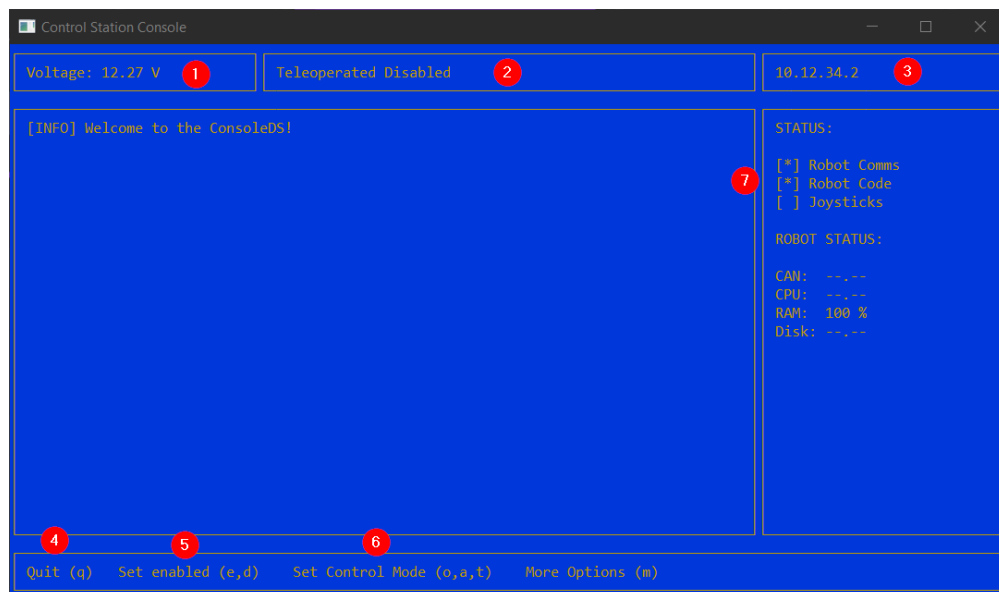 Control Station Console
Voltage: 12.27 V 1
Teleoperated Disabled 2
10.12.34.2 3
[INFO] Welcome to the ConsoleDS!
7
STATUS:
[*] Robot Comms
[*] Robot Code
[ ] Joysticks
ROBOT STATUS:
CAN: --.--
CPU: --.--
RAM: 100 %
Disk: --.--
4 5 6
Quit (q) Set enabled (e,d) Set Control Mode (o,a,t) More Options (m)